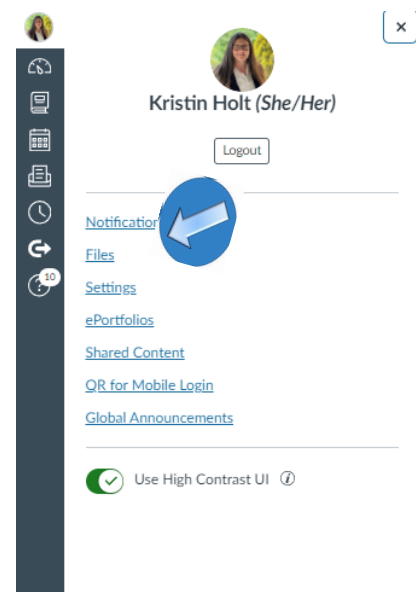 ×
Kristin Holt (She/Her)
Logout
Notification
Files
Settings
10
ePortfolios
Shared Content
QR for Mobile Login
Global Announcements
Use High Contrast UI